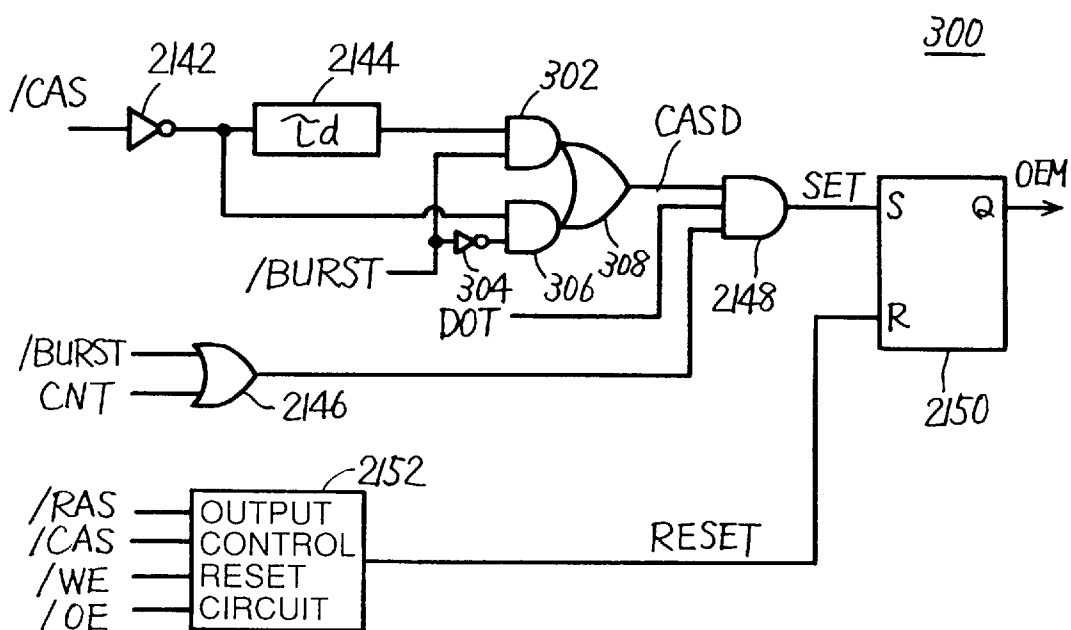 300
2142
2144
302
/CAS
τd
CASD
SET
OEM
S
Q
/BURST
304
306
308
2148
DOT
R
/BURST
CNT
2146
2150
2152
/RAS
/CAS
/WE
/OE
OUTPUT
CONTROL
RESET
CIRCUIT
RESET